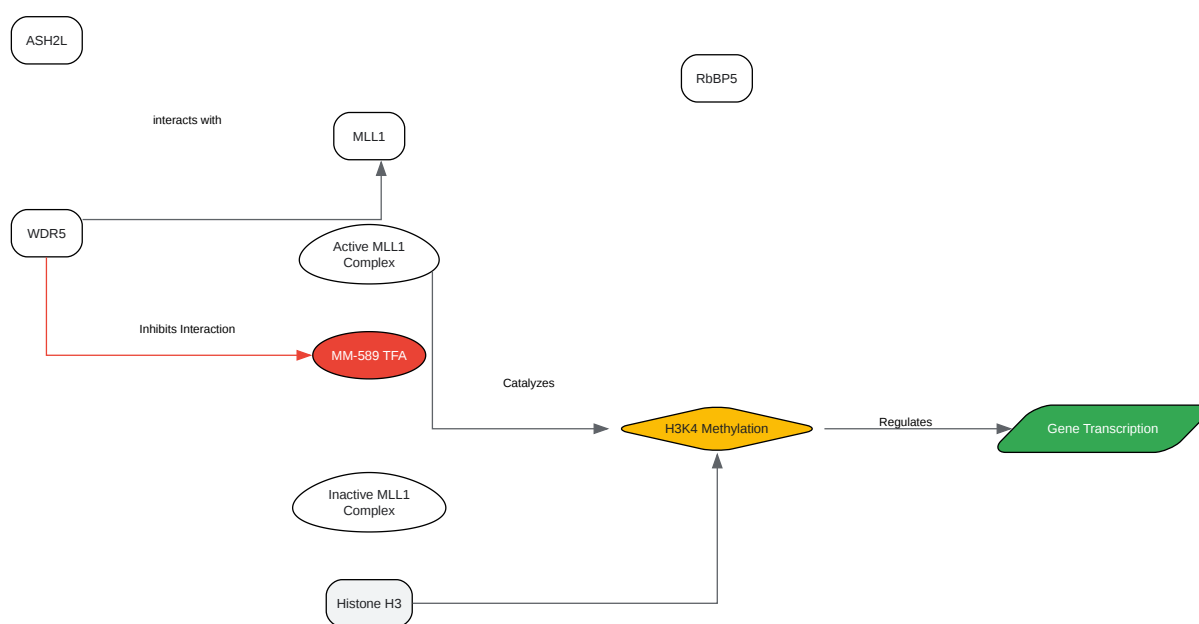 ASH2L
RbBP5
interacts with
MLL1
WDR5
Active MLL1
Complex
Inhibits Interaction
MM-589 TFA
Catalyzes
H3K4 Methylation
Regulates
Gene Transcription
Inactive MLL1
Complex
Histone H3